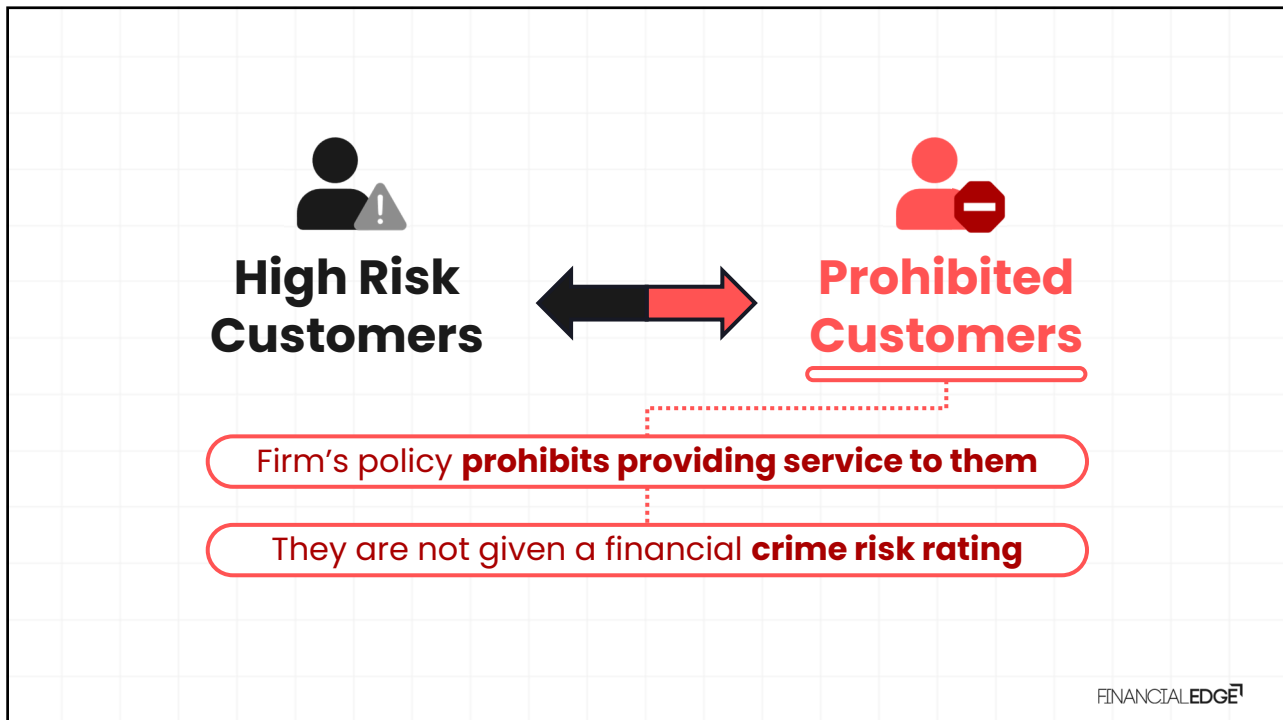 High Risk
Customers
Prohibited
Customers
Firm’s policy prohibits providing service to them
They are not given a financial crime risk rating
FINANCIALEDGE